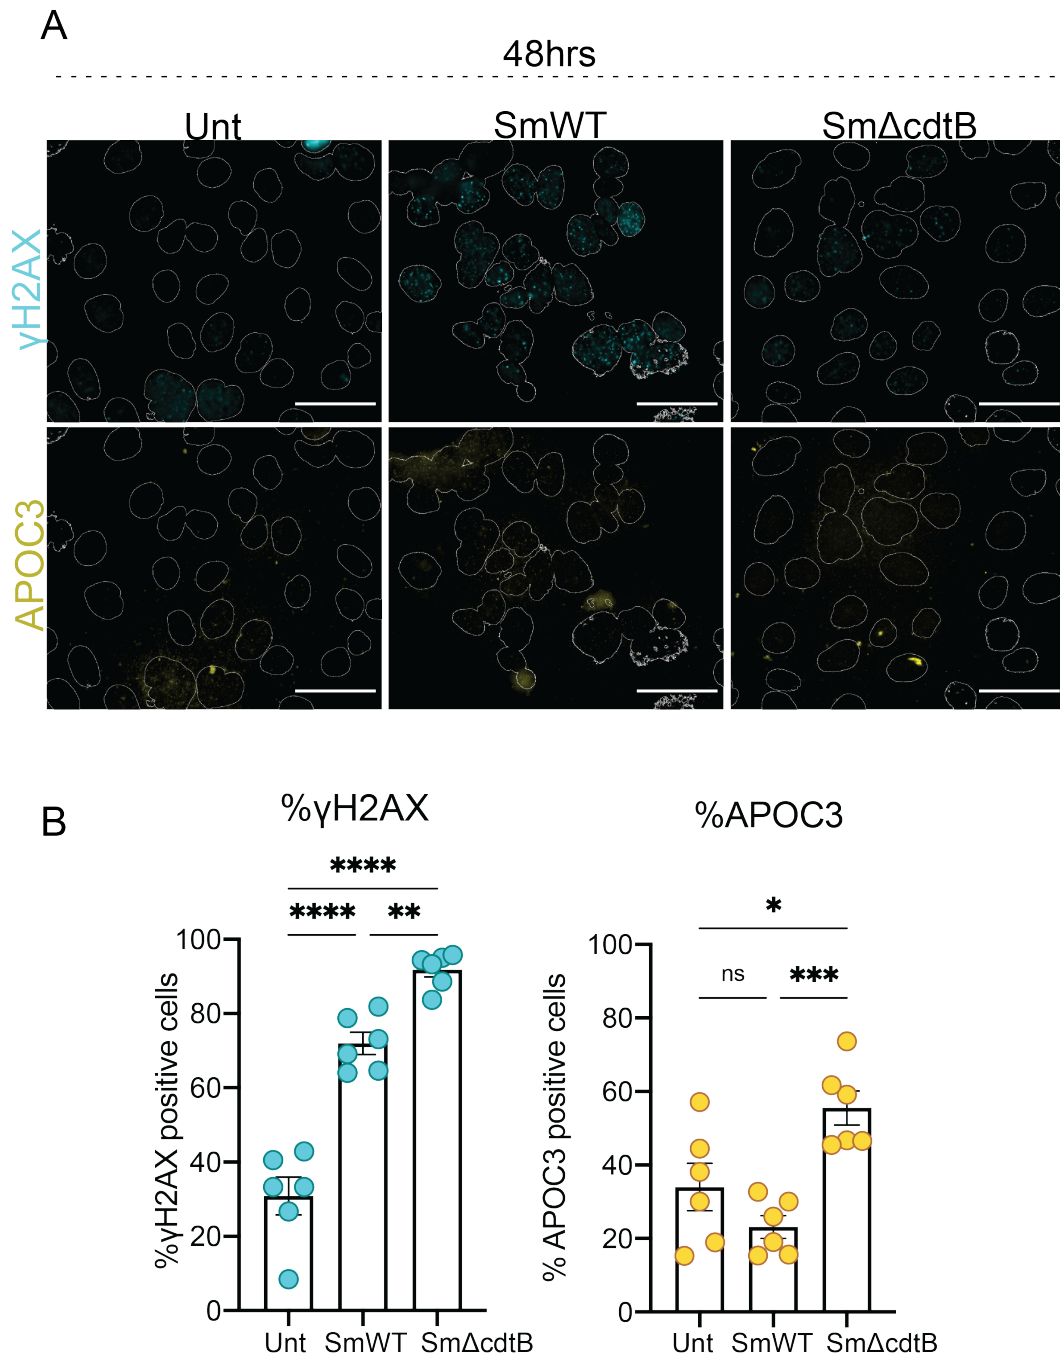 A
48hrs
Unt SmWT SmΔcdtB
γH2AX
APOC3
B
%γH2AX
%APOC3
****
**** **
*
ns ***
%γH2AX positive cells
100
80
60
40
20
0
Unt SmWT SmΔcdtB
% APOC3 positive cells
100
80
60
40
20
0
Unt SmWT SmΔcdtB